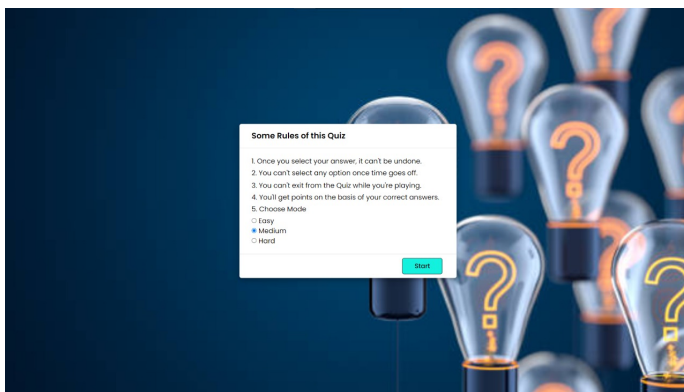 Some Rules of this Quiz
1. Once you select your answer, it can't be undone.
2. You can't select any option once time goes off.
3. You can't exit from the Quiz while you're playing.
4. You'll get points on the basis of your correct answers.
5. Choose Mode
Easy
Medium
Hard
Start